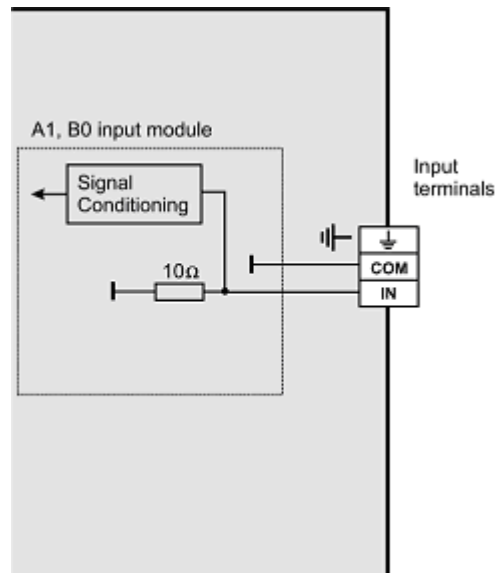 A1, B0 input module
Signal
Conditioning
10Ω
Input
terminals
COM
IN